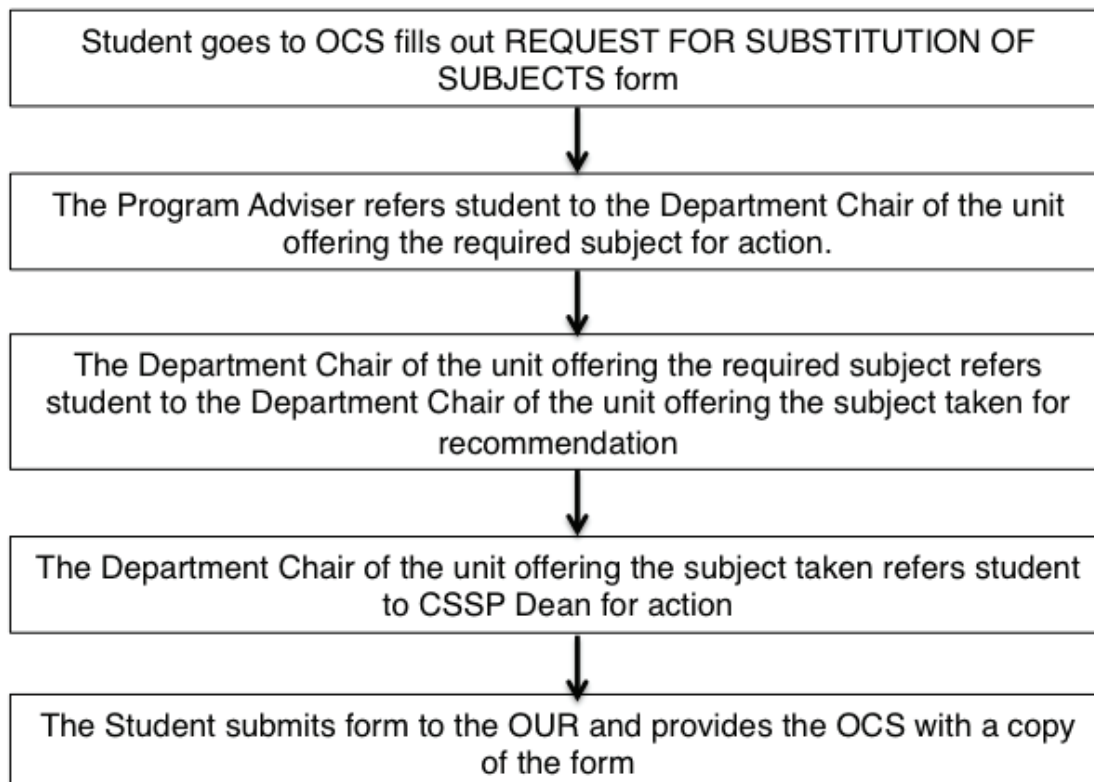 Student goes to OCS fills out REQUEST FOR SUBSTITUTION OF
SUBJECTS form
The Program Adviser refers student to the Department Chair of the unit
offering the required subject for action.
The Department Chair of the unit offering the required subject refers
student to the Department Chair of the unit offering the subject taken for
recommendation
The Department Chair of the unit offering the subject taken refers student
to CSSP Dean for action
The Student submits form to the OUR and provides the OCS with a copy
of the form